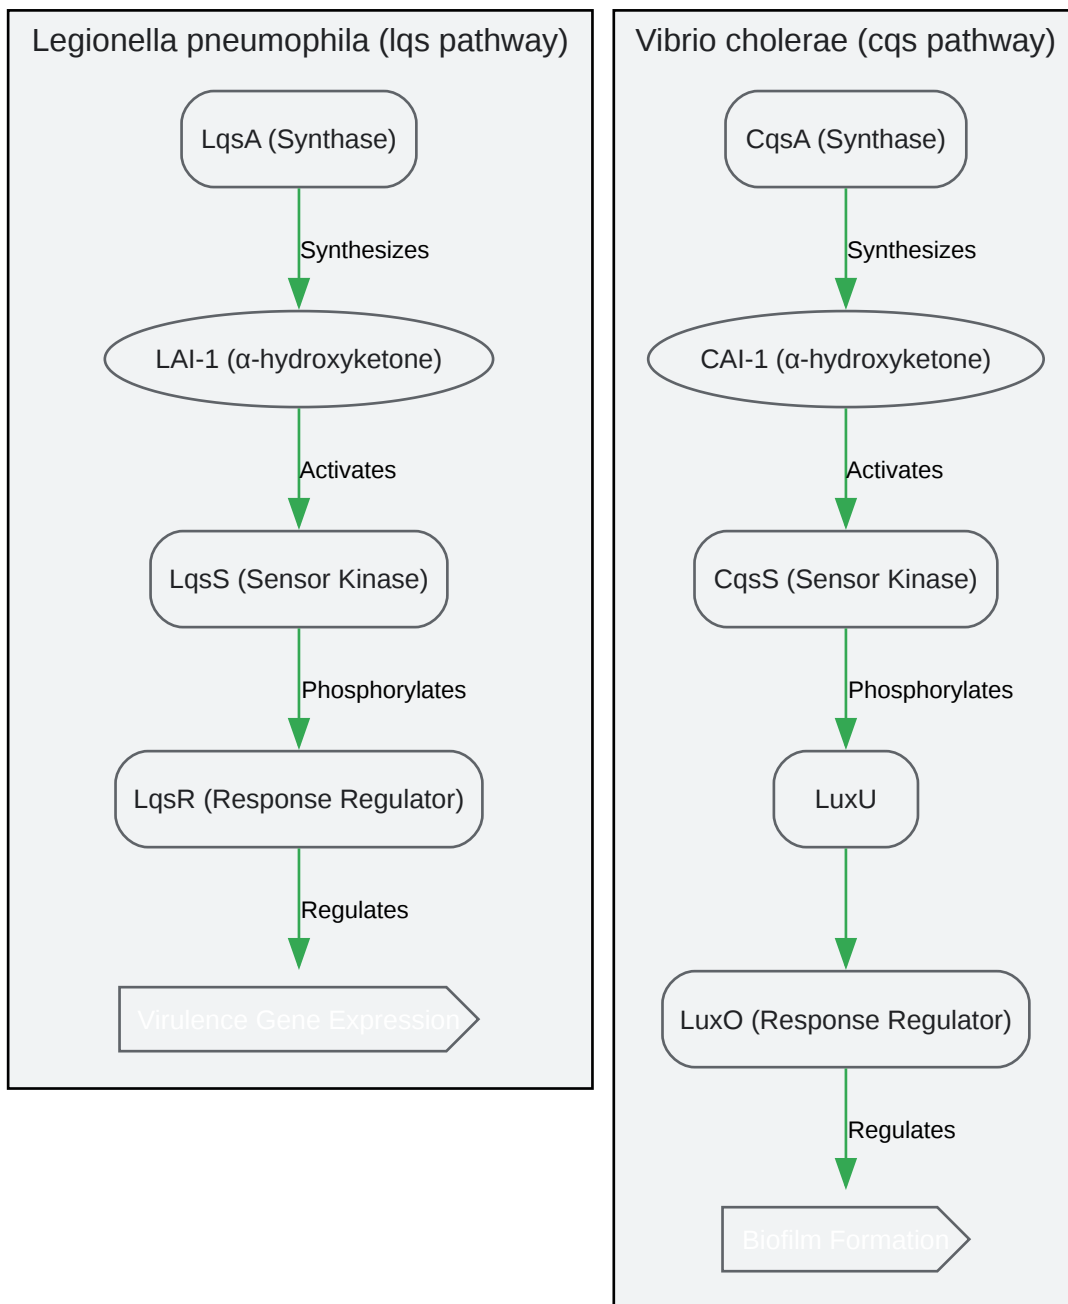 Legionella pneumophila (lqs pathway)
LqsA (Synthase)
Synthesizes
LAI-1 (α-hydroxyketone)
Activates
LqsS (Sensor Kinase)
Phosphorylates
LqsR (Response Regulator)
Regulates
Virulence Gene Expression
Vibrio cholerae (cqs pathway)
CqsA (Synthase)
Synthesizes
CAI-1 (α-hydroxyketone)
Activates
CqsS (Sensor Kinase)
Phosphorylates
LuxU
LuxO (Response Regulator)
Regulates
Biofilm Formation